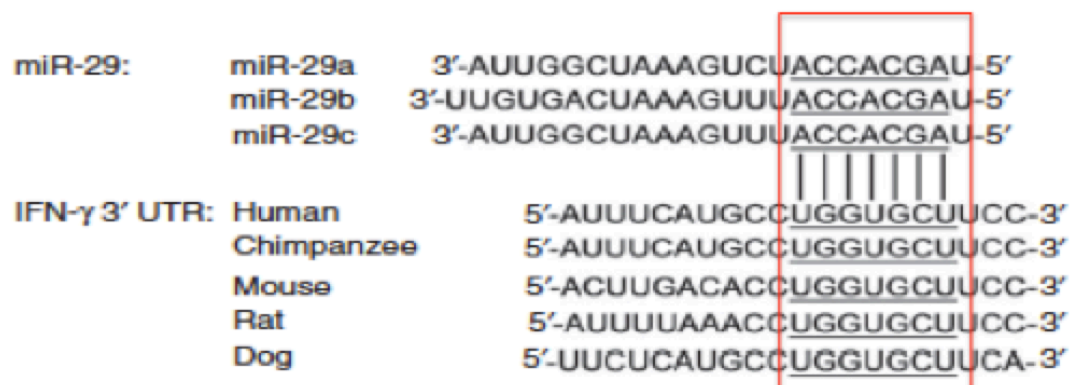 miR-29: miR-29a 3′-AUUGGCUAAAGUCUACCACGAU-5′
miR-29b 3′-UUGUGACUAAAGUUUACCACGAU-5′
miR-29c 3′-AUUGGCUAAAGUUUACCACGAU-5′
IFN-γ 3′ UTR: Human 5′-AUUUCAUGCCUGGUGCUUCC-3′
Chimpanzee 5′-AUUUCAUGCCUGGUGCUUCC-3′
Mouse 5′-ACUUGACACCUGGUGCUUCC-3′
Rat 5′-AUUUUAAACCUGGUGCUUCC-3′
Dog 5′-UUCUCAUGCCUGGUGCUUCA-3′